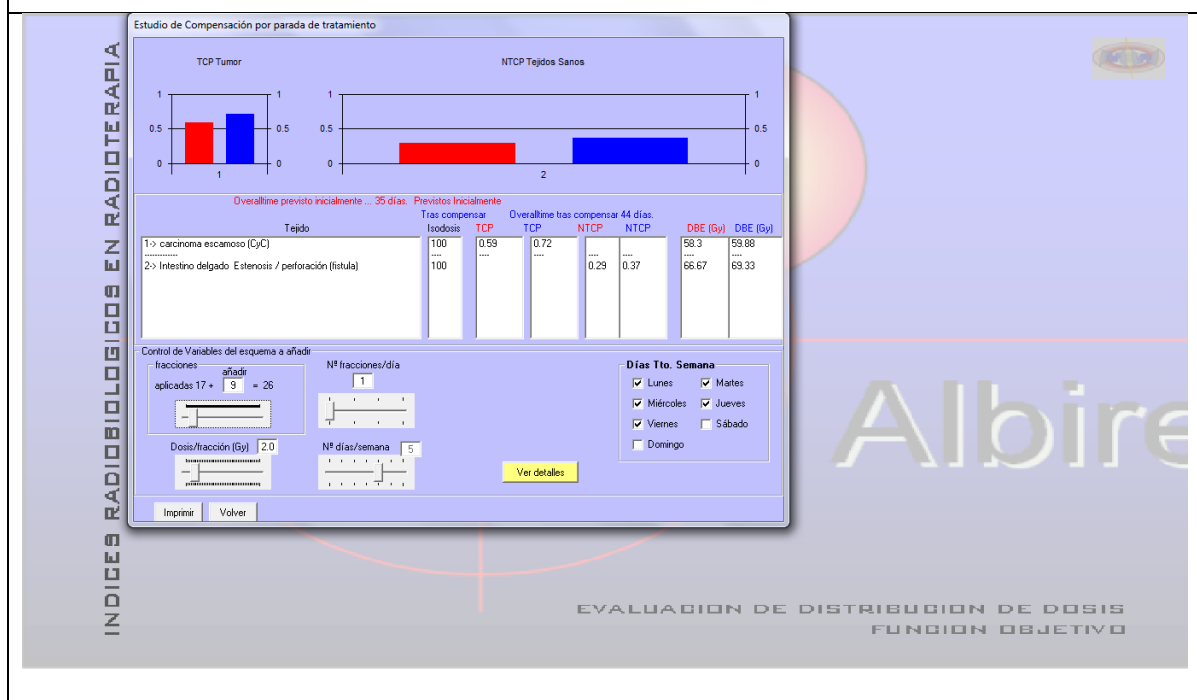 Estudio de Compensación por parada de tratamiento
TCP Tumor
NTCP Tejidos Sanos
1 1 1 1
0.5 0.5 0.5 0.5
0 0 0 0
1 2
Overalltime previsto inicialmente ... 35 días. Previstos Inicialmente
Tras compensar Overalltime tras compensar 44 días.
Tejido Isodosis TCP TCP NTCP NTCP DBE (Gy) DBE (Gy)
1-> carcinoma escamoso (CyC) 100 0.59 0.72 58.3 59.88
------------- ---- ---- ---- ---- ----
2-> Intestino delgado Estenosis / perforación (fistula) 100 0.29 0.37 66.67 69.33
Control de Variables del esquema a añadir
fracciones
añadir
aplicadas 17 + 9 = 26
Nº fracciones/día
1
Dosis/fracción (Gy) 2.0
Nº días/semana 5
Ver detalles
Días Tto. Semana
Lunes Martes
Miércoles Jueves
Viernes Sábado
Domingo
Imprimir Volver
INDICES RADIOBIOLOGICOS EN RADIOTERAPIA
Albire
EVALUACION DE DISTRIBUCION DE DOSIS
FUNCION OBJETIVO